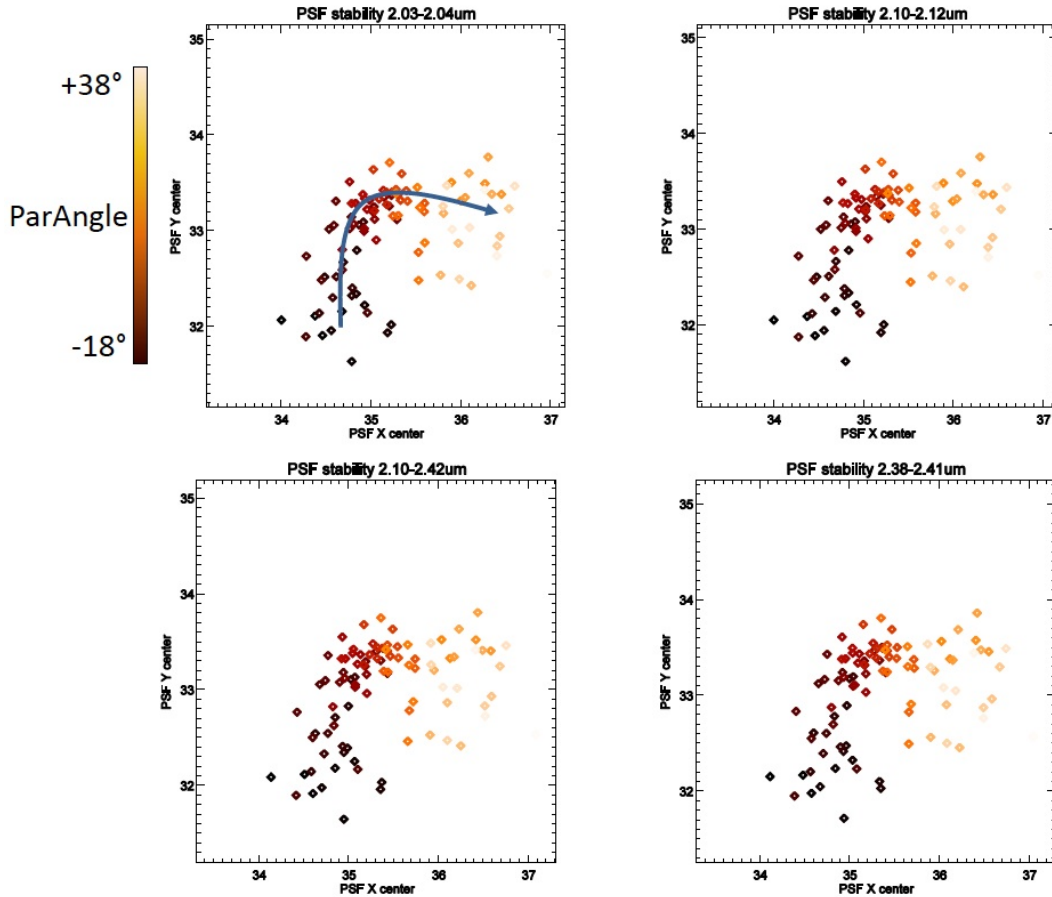 PSF stability 2.03-2.04um
PSF stability 2.10-2.12um
+38°
ParAngle
-18°
35
34
33
32
PSF Y center
34
35
36
37
PSF X center
35
34
33
32
PSF Y center
34
35
36
37
PSF X center
PSF stability 2.10-2.42um
PSF stability 2.38-2.41um
35
34
33
32
PSF Y center
34
35
36
37
PSF X center
35
34
33
32
PSF Y center
34
35
36
37
PSF X center